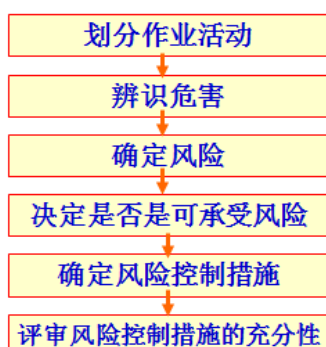 划分作业活动
辨识危害
确定风险
决定是否是可承受风险
确定风险控制措施
评审风险控制措施的充分性